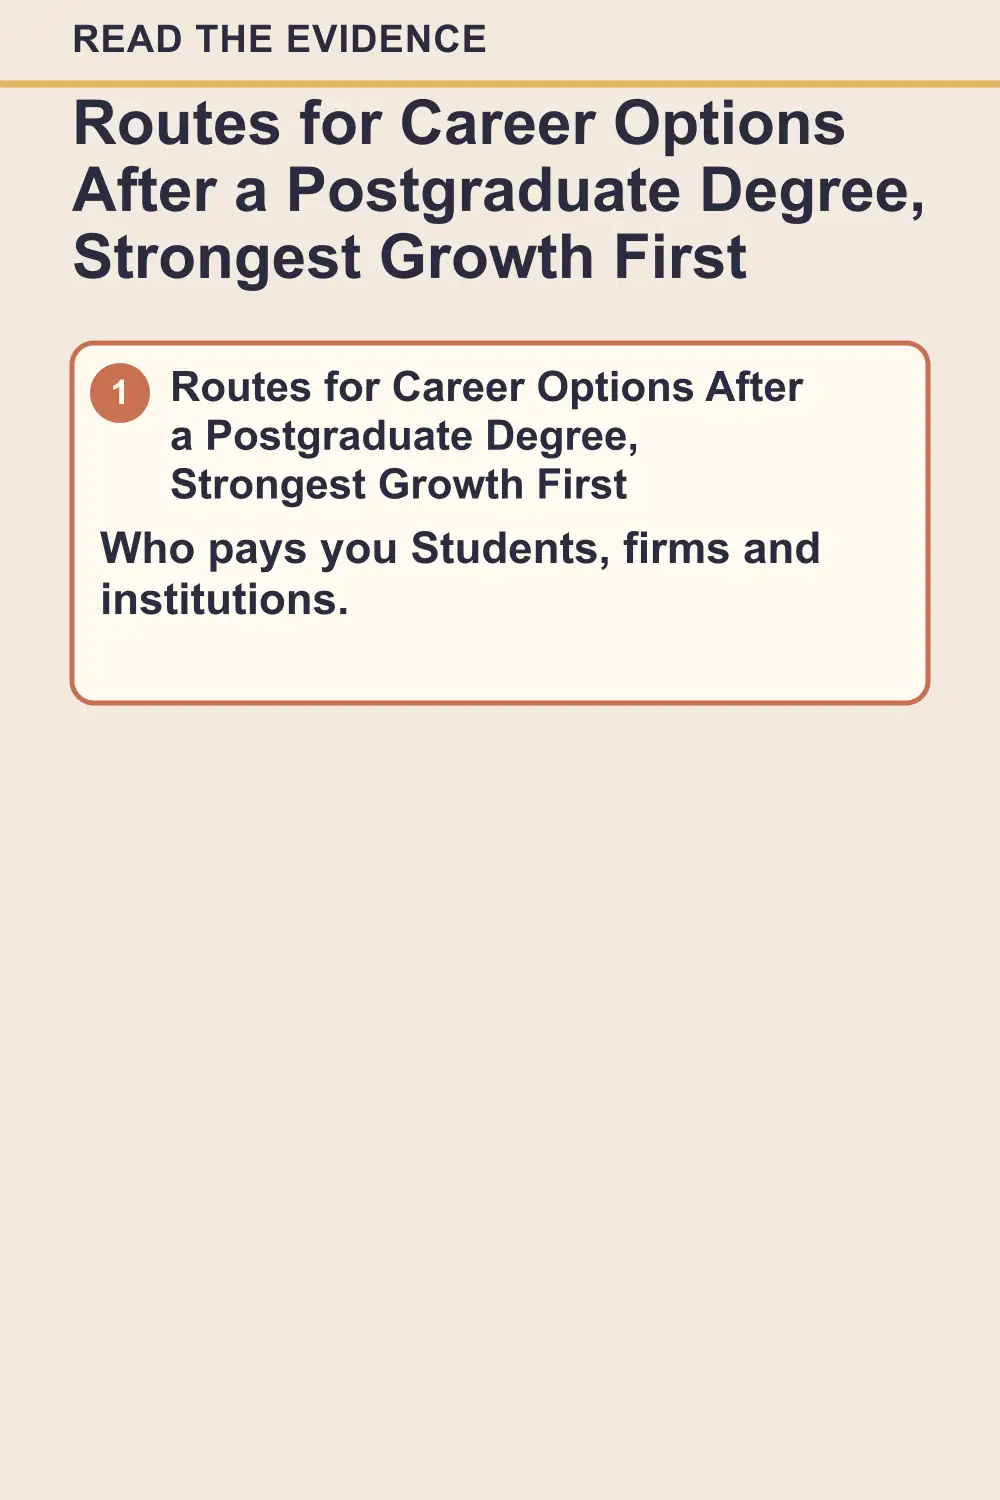 READ THE EVIDENCE
Routes for Career Options
After a Postgraduate Degree,
Strongest Growth First
1
Routes for Career Options After
a Postgraduate Degree,
Strongest Growth First
Who pays you Students, firms and
institutions.